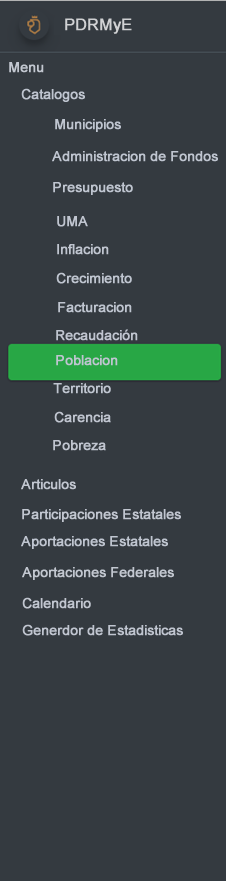 PDRMyE
Menu
Catalogos
Municipios
Administracion de Fondos
Presupuesto
UMA
Inflacion
Crecimiento
Facturacion
Recaudación
Poblacion
Territorio
Carencia
Pobreza
Articulos
Participaciones Estatales
Aportaciones Estatales
Aportaciones Federales
Calendario
Generdor de Estadisticas